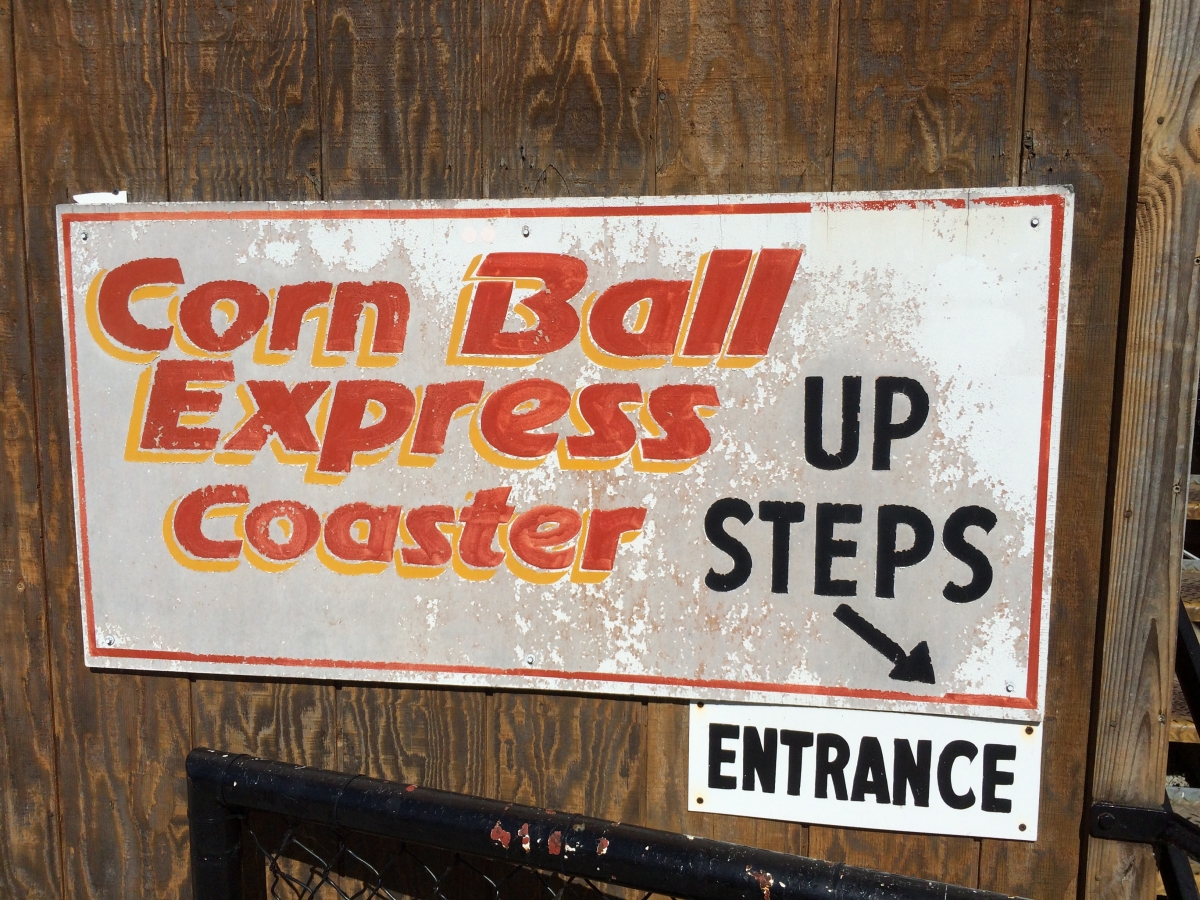 Corn Ball
Express
Coaster
UP
STEPS
ENTRANCE